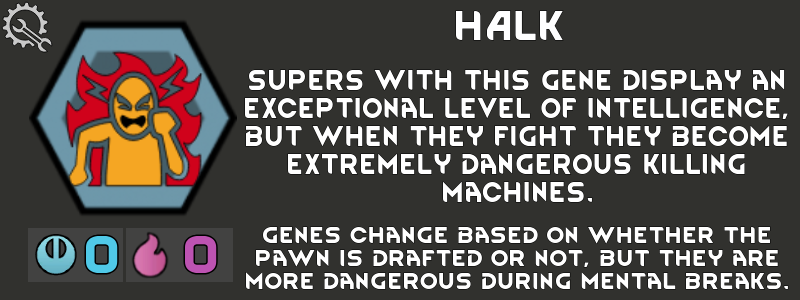 HALK
SUPERS WITH THIS GENE DISPLAY AN
EXCEPTIONAL LEVEL OF INTELLIGENCE,
BUT WHEN THEY FIGHT THEY BECOME
EXTREMELY DANGEROUS KILLING
MACHINES.
0 0
GENES CHANGE BASED ON WHETHER THE
PAWN IS DRAFTED OR NOT, BUT THEY ARE
MORE DANGEROUS DURING MENTAL BREAKS.